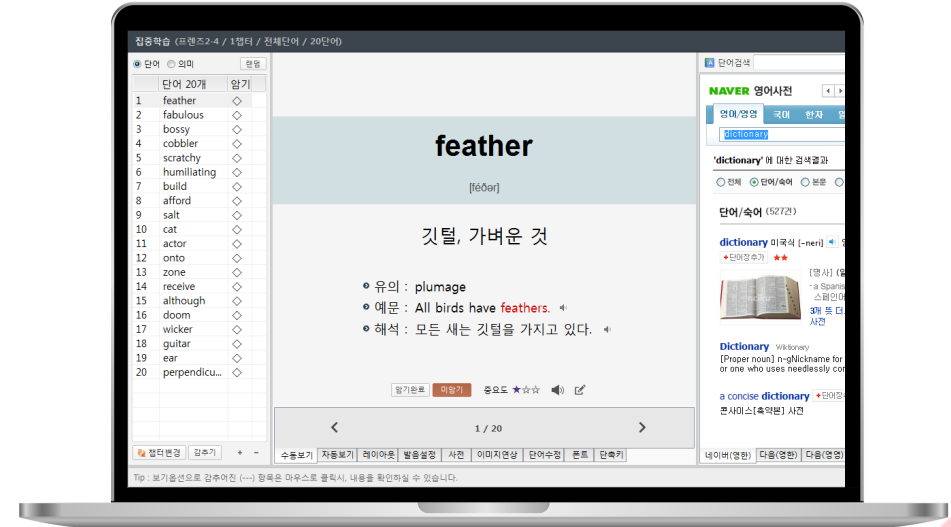 집중학습 (프렌즈2-4 / 1챕터 / 전체단어 / 20단어)
단어 의미 랜덤
단어 20개 암기
1 feather
2 fabulous
3 bossy
4 cobbler
5 scratchy
6 humiliating
7 build
8 afford
9 salt
10 cat
11 actor
12 onto
13 zone
14 receive
15 although
16 doom
17 wicker
18 guitar
19 ear
20 perpendicu...
챕터변경 감추기 + -
feather
[féðər]
깃털, 가벼운 것
유의 : plumage
예문 : All birds have feathers.
해석 : 모든 새는 깃털을 가지고 있다.
암기완료 미암기 중요도 ★☆☆
1 / 20
수동보기 자동보기 레이아웃 발음설정 사전 이미지연상 단어수정 폰트 단축키
단어검색
NAVER 영어사전
영미/영영 국어 한자
dictionary
'dictionary' 에 대한 검색결과
전체 단어/숙어 본문
단어/숙어 (527건)
dictionary 미국식 [-neri]
+단어장추가 ★★
[명사]
- a Spanis
스페인어
3개 뜻 더
사전
Dictionary Wiktionary
[Proper noun] n-gNickname for
or one who uses needlessly cor
a concise dictionary +단어장
콘사이스[축약본] 사전
네이버(영한) 다음(영한) 다음(영영)
Tip : 보기옵션으로 감추어진 (---) 항목은 마우스로 클릭시, 내용을 확인하실 수 있습니다.